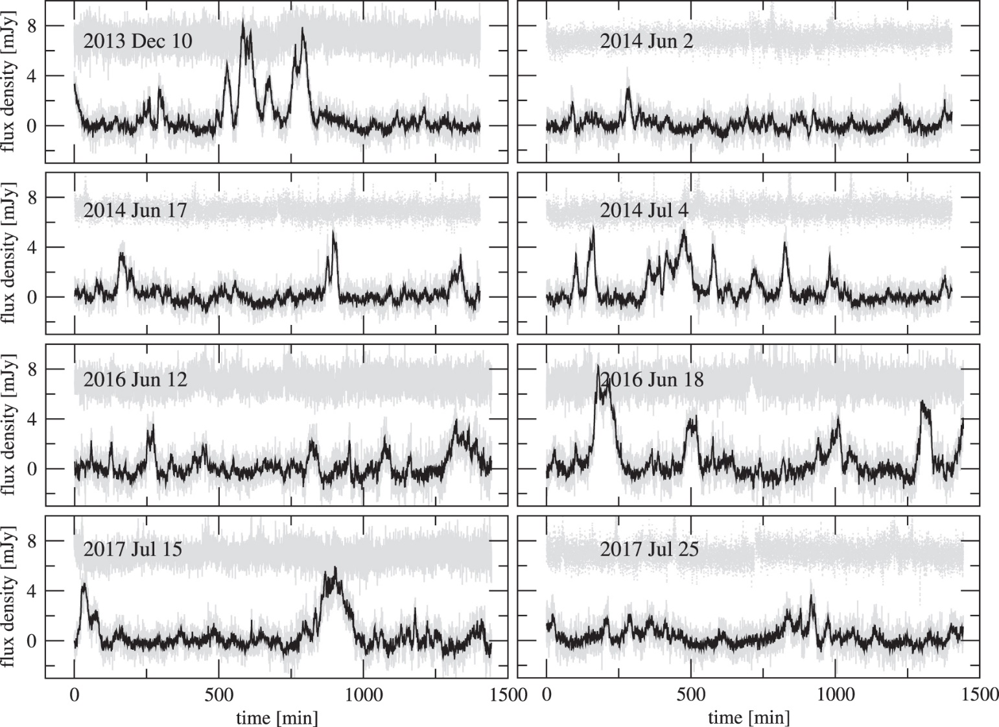 flux density [mJy]
8
4
0
2013 Dec 10
2014 Jun 2
flux density [mJy]
8
4
0
2014 Jun 17
2014 Jul 4
flux density [mJy]
8
4
0
2016 Jun 12
2016 Jun 18
flux density [mJy]
8
4
0
2017 Jul 15
2017 Jul 25
0 500 1000 1500 0 500 1000 1500
time [min] time [min]